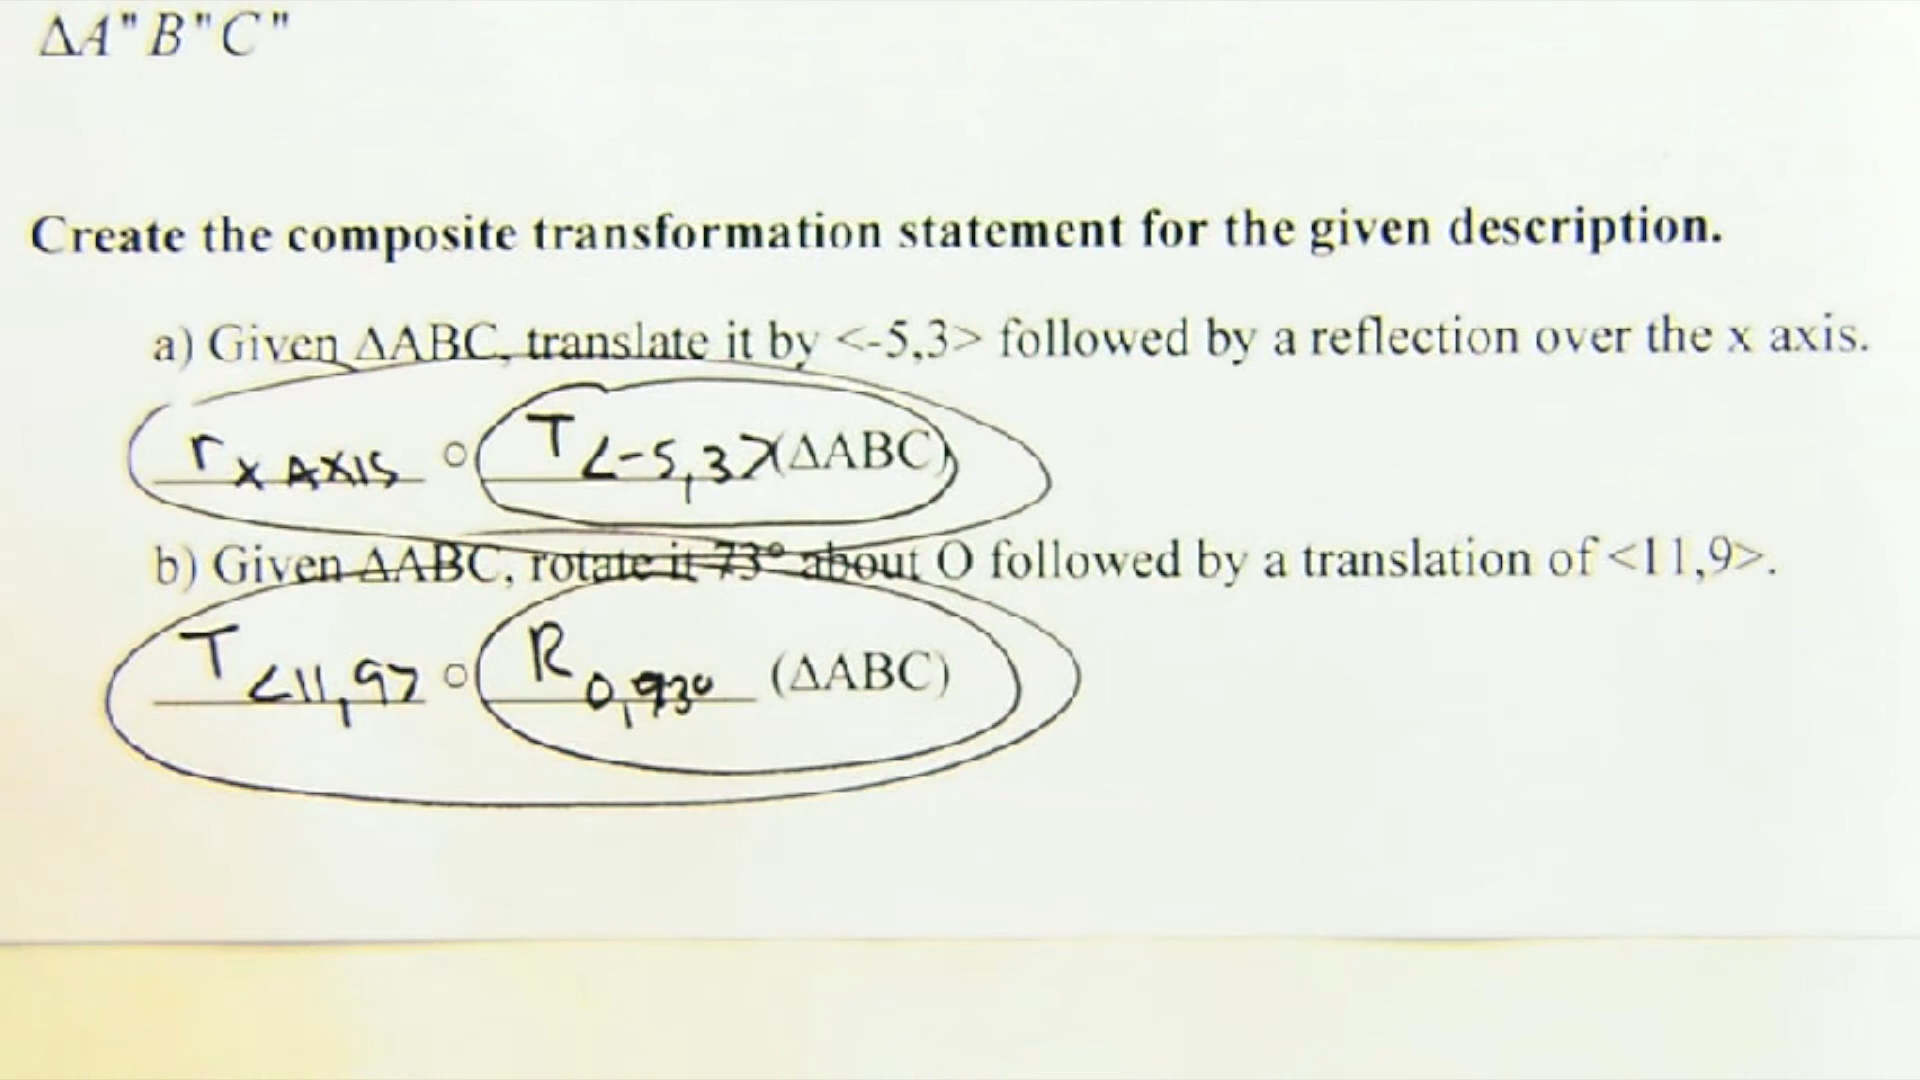 ΔA"B"C"
Create the composite transformation statement for the given description.
a) Given ΔABC, translate it by <-5,3> followed by a reflection over the x axis.
r x AXIS ○ T <-5,3> (ΔABC)
b) Given ΔABC, rotate it 73° about O followed by a translation of <11,9>.
T <11,9> ○ R O,73° (ΔABC)